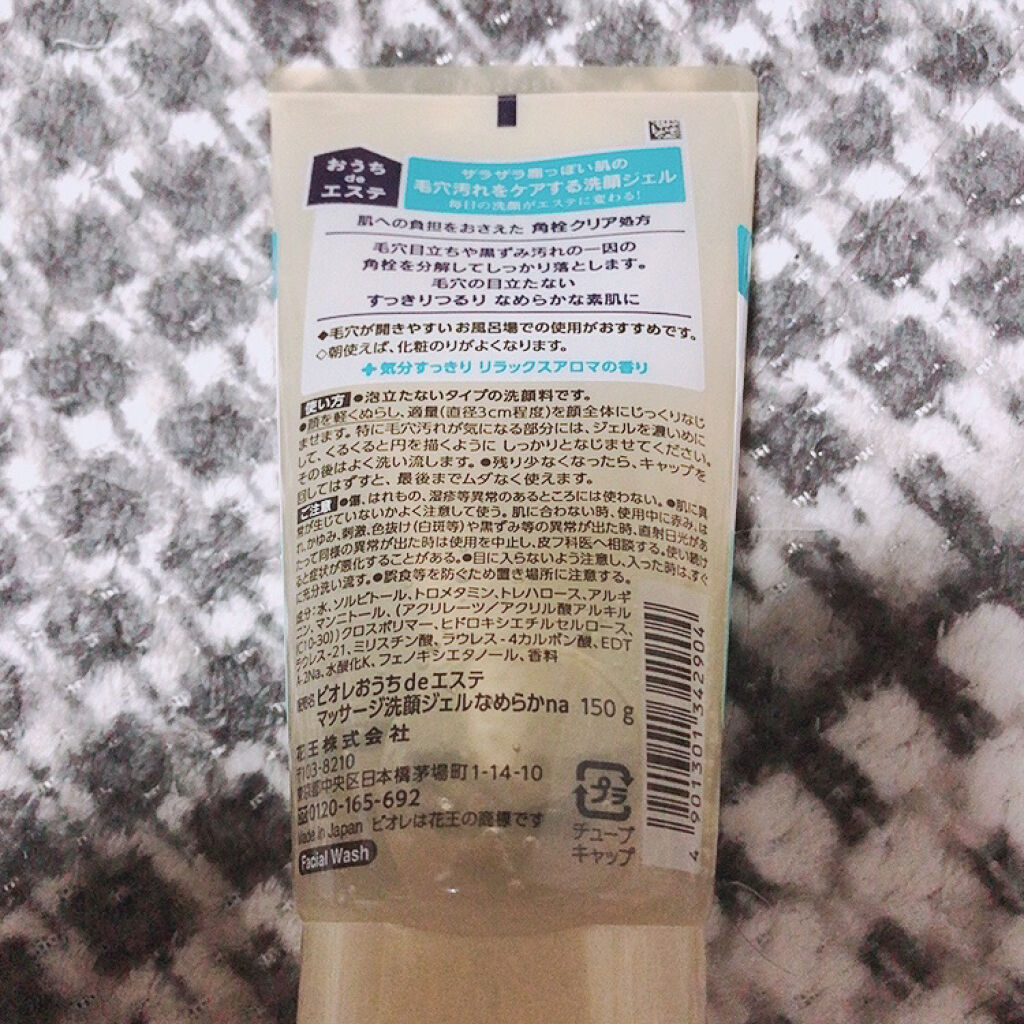 おうち
de
エステ
ザラザラ黒っぽい肌の
毛穴汚れをケアする洗顔ジェル
毎日の洗顔がエステに変わる!
肌への負担をおさえた 角栓クリア処方
毛穴目立ちや黒ずみ汚れの一因の
角栓を分解してしっかり落とします。
毛穴の目立たない
すっきりつるり なめらかな素肌に
◆毛穴が開きやすいお風呂場での使用がおすすめです。
◇朝使えば、化粧のりがよくなります。
✚気分すっきり リラックスアロマの香り
使い方 ●泡立たないタイプの洗顔料です。
●顔を軽くぬらし、適量(直径3cm程度)を顔全体にじっくりなじ
ませます。特に毛穴汚れが気になる部分には、ジェルを濃いめに
して、くるくると円を描くように しっかりとなじませてください。
その後はよく洗い流します。●残り少なくなったら、キャップを
回してはずすと、最後までムダなく使えます。
ご注意 ●傷、はれもの、湿疹等異常のあるところには使わない。●肌に異
常が生じていないかよく注意して使う。肌に合わない時、使用中に赤み、は
れ、かゆみ、刺激、色抜け(白斑等)や黒ずみ等の異常が出た時、直射日光があ
たって同様の異常が出た時は使用を中止し、皮フ科医へ相談する。使い続け
ると症状が悪化することがある。●目に入らないよう注意し、入った時は、すぐ
に充分洗い流す。●誤食等を防ぐため置き場所に注意する。
成分:水、ソルビトール、トロメタミン、トレハロース、アルギ
ニン、マンニトール、(アクリレーツ/アクリル酸アルキル
(C10-30))クロスポリマー、ヒドロキシエチルセルロース、
ラウレス-21、ミリスチン酸、ラウレス-4カルボン酸、EDT
A-2Na、水酸化K、フェノキシエタノール、香料
ビオレおうちdeエステ
マッサージ洗顔ジェルなめらかna 150 g
花王株式会社
〒103-8210
東京都中央区日本橋茅場町1-14-10
0120-165-692
Made in Japan ビオレは花王の商標です
Facial Wash
プラ
チューブ
キャップ
4 901301 342904